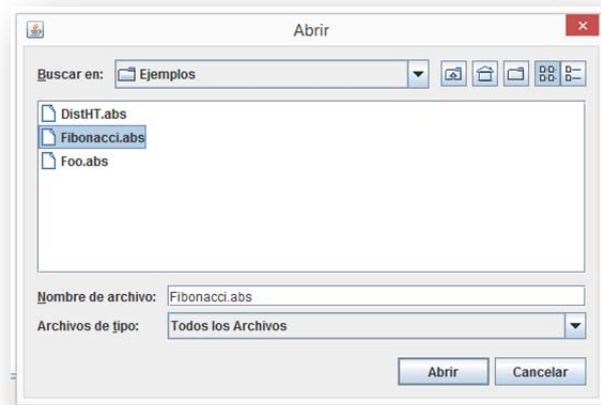 Abrir
Buscar en: Ejemplos
DistHT.abs
Fibonacci.abs
Foo.abs
Nombre de archivo: Fibonacci.abs
Archivos de tipo: Todos los Archivos
Abrir Cancelar